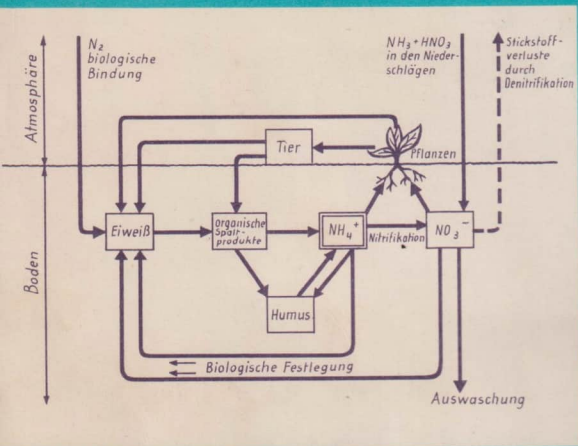 Atmosphäre
Boden
N₂
biologische
Bindung
NH₃ + HNO₃
in den Nieder-
schlägen
Stickstoff-
verluste
durch
Denitrifikation
Tier
Pflanzen
Eiweiß
Organische
Spalt-
produkte
NH₄⁺
Nitrifikation
NO₃⁻
Humus
Biologische Festlegung
Auswaschung